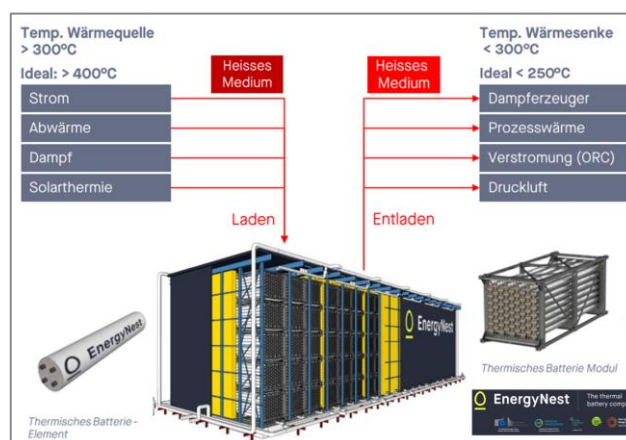 Temp. Wärmequelle
> 300°C
Ideal: > 400°C
Strom
Abwärme
Dampf
Solarthermie
Heisses
Medium
Heisses
Medium
Temp. Wärmesenke
< 300°C
Ideal < 250°C
Dampferzeuger
Prozesswärme
Verstromung (ORC)
Druckluft
Laden
Entladen
EnergyNest
EnergyNest
Thermisches Batterie -
Element
Thermisches Batterie Modul
EnergyNest
The thermal
battery comp